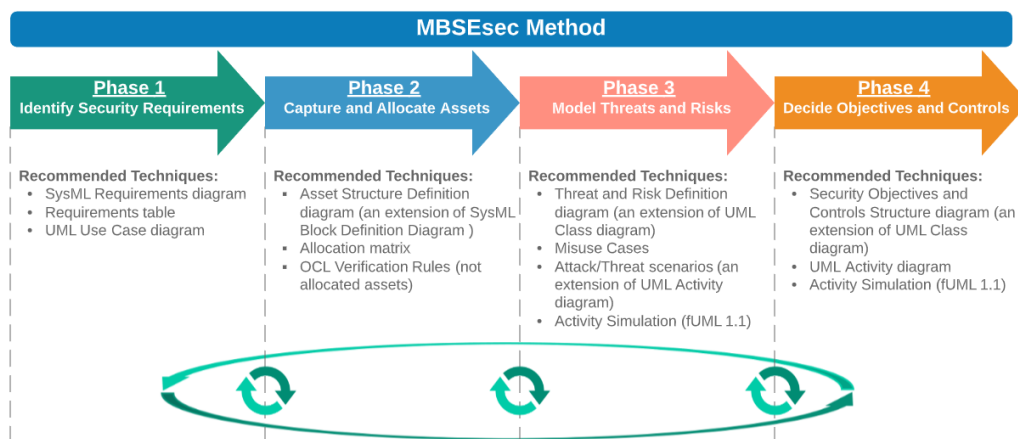 MBSEsec Method
Phase 1
Identify Security Requirements
Phase 2
Capture and Allocate Assets
Phase 3
Model Threats and Risks
Phase 4
Decide Objectives and Controls
Recommended Techniques:
• SysML Requirements diagram
• Requirements table
• UML Use Case diagram
Recommended Techniques:
▪ Asset Structure Definition
diagram (an extension of SysML
Block Definition Diagram )
▪ Allocation matrix
▪ OCL Verification Rules (not
allocated assets)
Recommended Techniques:
• Threat and Risk Definition
diagram (an extension of UML
Class diagram)
• Misuse Cases
• Attack/Threat scenarios (an
extension of UML Activity
diagram)
• Activity Simulation (fUML 1.1)
Recommended Techniques:
• Security Objectives and
Controls Structure diagram (an
extension of UML Class
diagram)
• UML Activity diagram
• Activity Simulation (fUML 1.1)